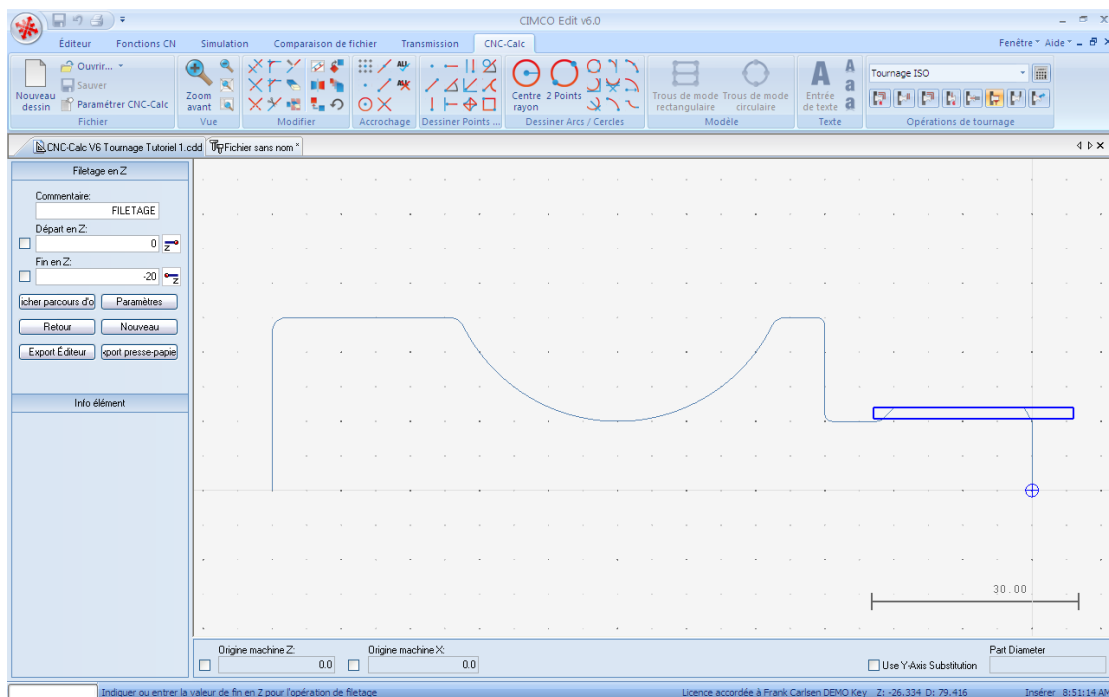 CIMCO Edit v6.0
Éditeur Fonctions CN Simulation Comparaison de fichier Transmission CNC-Calc Fenêtre Aide
Nouveau dessin
Ouvrir...
Sauver
Paramétrer CNC-Calc
Zoom avant
Centre rayon
2 Points
Trous de mode rectangulaire
Trous de mode circulaire
Entrée de texte
A
a
a
Tournage ISO
Fichier Vue Modifier Accrochage Dessiner Points ... Dessiner Arcs / Cercles Modèle Texte Opérations de tournage
CNC-Calc V6 Tournage Tutoriel 1.cdd Fichier sans nom *
Filetage en Z
Commentaire:
FILETAGE
Départ en Z:
0
Fin en Z:
-20
icher parcours d'o Paramètres
Retour Nouveau
Export Éditeur xport presse-papie
Info élément
30.00
Origine machine Z: Origine machine X: Part Diameter
0.0 0.0 Use Y-Axis Substitution
Indiquer ou entrer la valeur de fin en Z pour l'opération de filetage Licence accordée à Frank Carlsen DEMO Key Z: -26.334 D: 79.416 Insérer 8:51:14 AM